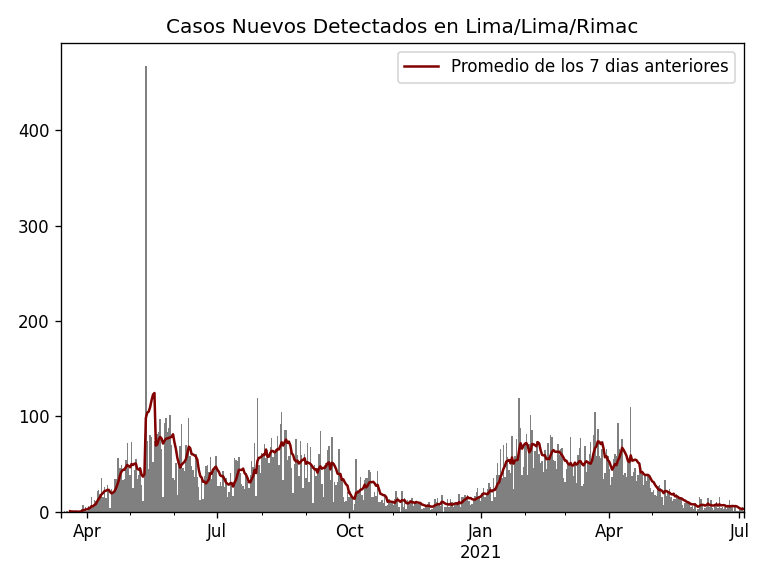 Casos Nuevos Detectados en Lima/Lima/Rimac
Promedio de los 7 dias anteriores
400
300
200
100
0
Apr Jul Oct Jan Apr Jul
2021